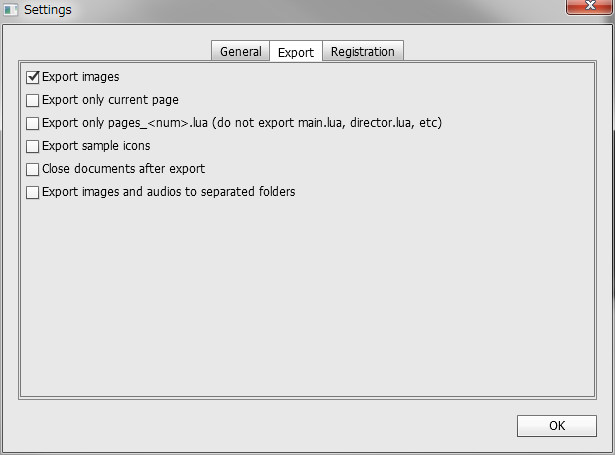 Settings
General Export Registration
Export images
Export only current page
Export only pages_<num>.lua (do not export main.lua, director.lua, etc)
Export sample icons
Close documents after export
Export images and audios to separated folders
OK